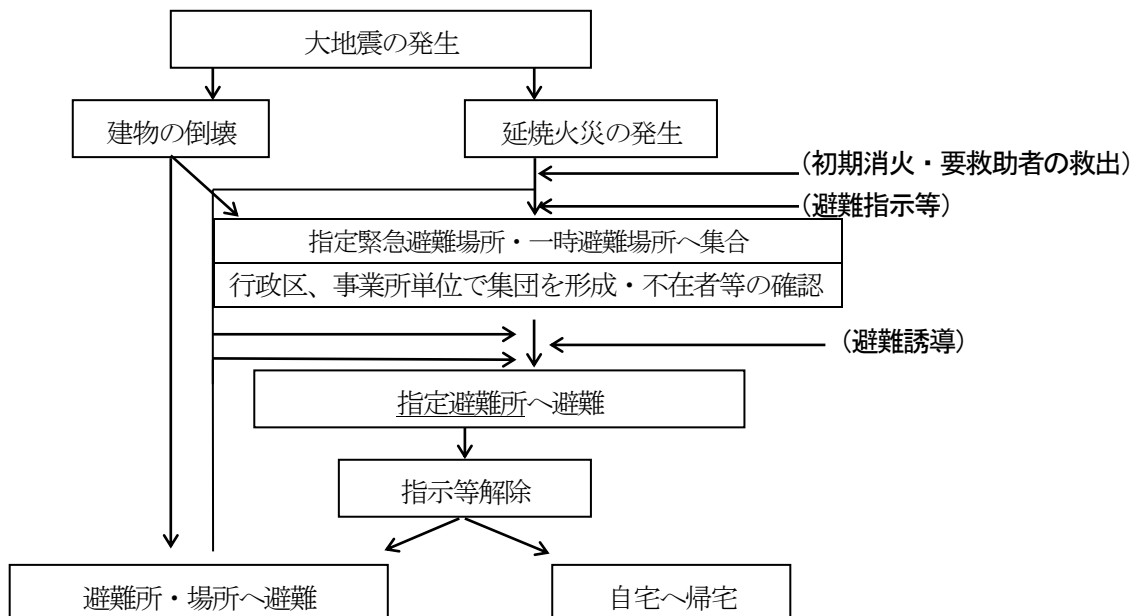 大地震の発生
建物の倒壊
延焼火災の発生
(初期消火・要救助者の救出)
(避難指示等)
指定緊急避難場所・一時避難場所へ集合
行政区、事業所単位で集団を形成・不在者等の確認
(避難誘導)
指定避難所へ避難
指示等解除
避難所・場所へ避難
自宅へ帰宅